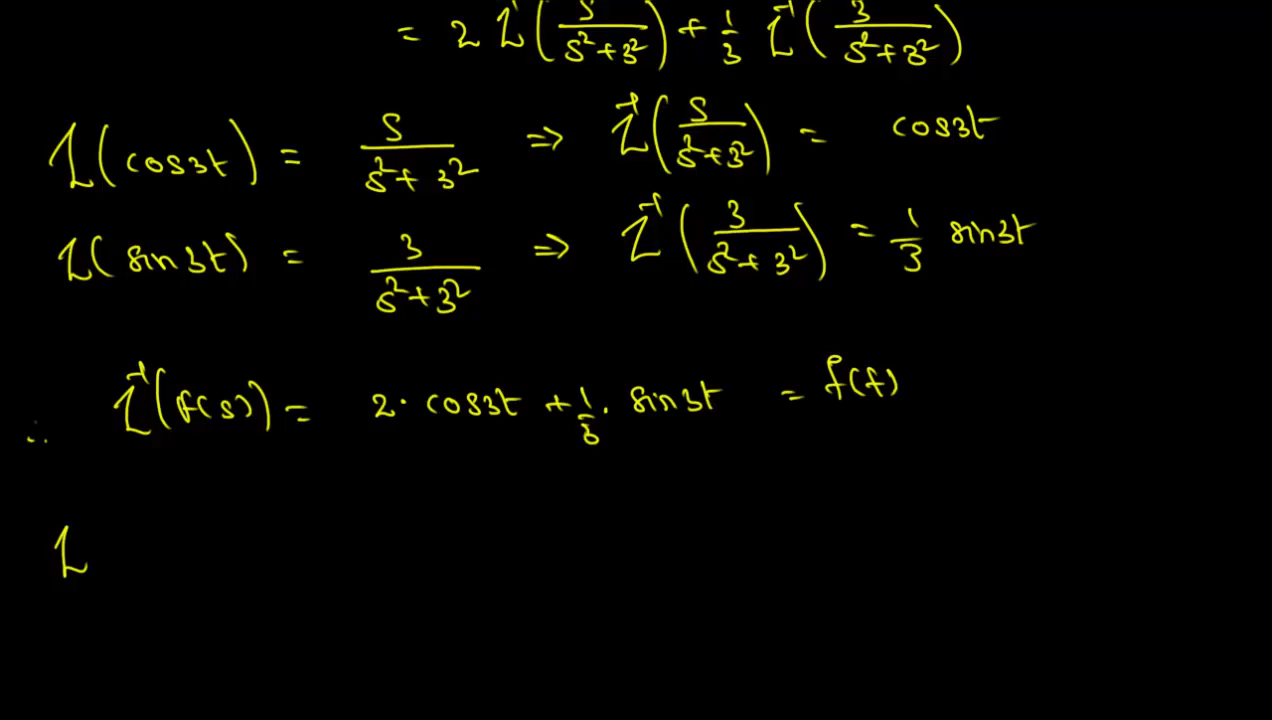 = 2 L⁻¹(s/(s²+3²)) + 1/3 L⁻¹(3/(s²+3²))
L(cos3t) = s/(s²+3²) ⇒ L⁻¹(s/(s²+3²)) = cos3t
L(sin3t) = 3/(s²+3²) ⇒ L⁻¹(3/(s²+3²)) = 1/3 sin3t
∴ L⁻¹(f(s)) = 2· cos3t + 1/3 · sin3t = f(t)
L